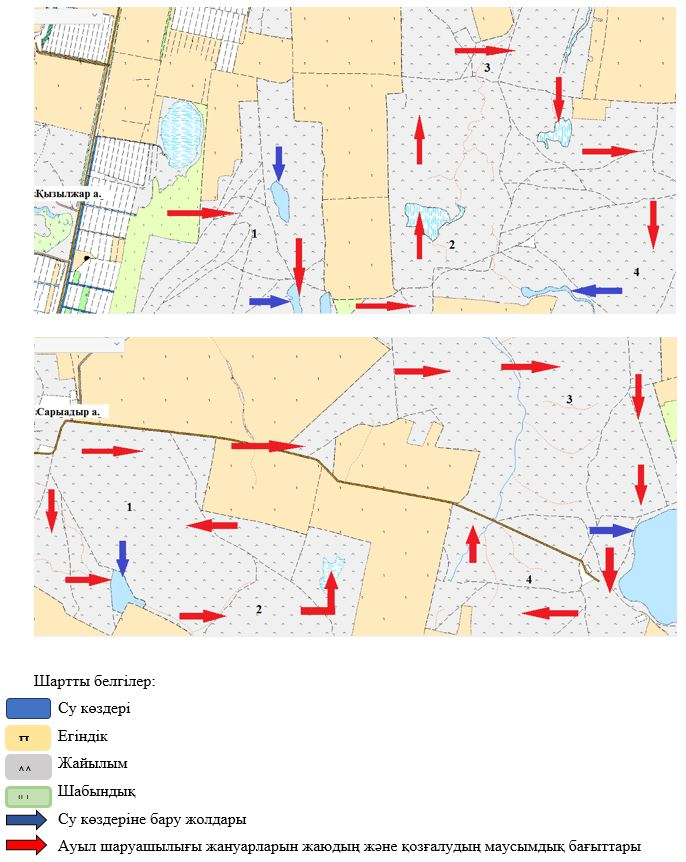 3
Қызылжар а.
1
2
4
Сарыадыр а.
3
1
4
2
Шартты белгілер:
Су көздері
Егіндік
Жайылым
Шабындық
Су көздеріне бару жолдары
Ауыл шаруашылығы жануарларын жаюдың және қозғалудың маусымдық бағыттары